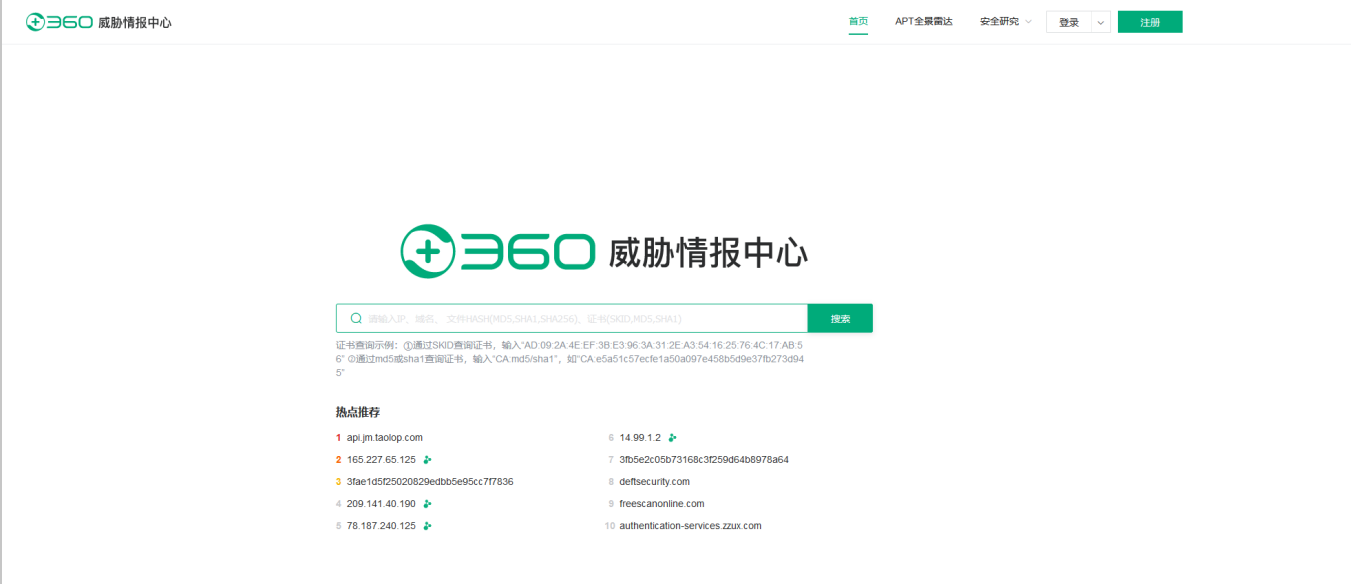 360 威胁情报中心
首页 APT全景雷达 安全研究 登录 注册
360 威胁情报中心
请输入IP、域名、 文件HASH(MD5,SHA1,SHA256)、证书(SKID,MD5,SHA1)
搜索
证书查询示例：①通过SKID查询证书，输入“AD:09:2A:4E:EF:3B:E3:96:3A:31:2E:A3:54:16:25:76:4C:17:AB:5
6” ②通过md5或sha1查询证书，输入“CA:md5/sha1”，如“CA:e5a51c57ecfe1a50a097e458b5d9e37fb273d94
5”
热点推荐
1 api.jm.taolop.com
2 165.227.65.125
3 3fae1d5f25020829edbb5e95cc7f7836
4 209.141.40.190
5 78.187.240.125
6 14.99.1.2
7 3fb5e2c05b73168c3f259d64b8978a64
8 deftsecurity.com
9 freescanonline.com
10 authentication-services.zzux.com